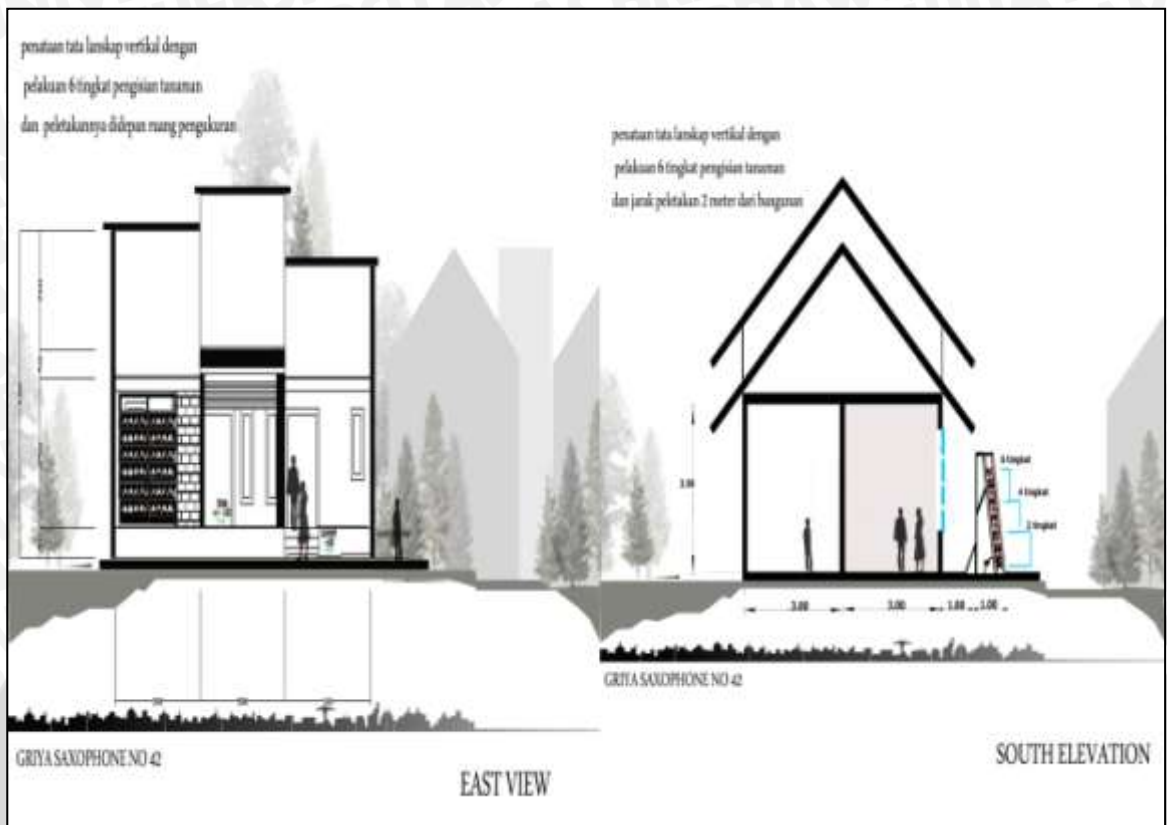 penataan tata lanskap vertikal dengan
pelakuan 6 tingkat pengisian tanaman
dan peletakannya didepan ruang pengukuran
GRIYA SAXOPHONE NO 42
EAST VIEW
penataan tata lanskap vertikal dengan
pelakuan 6 tingkat pengisian tanaman
dan jarak peletakan 2 meter dari bangunan
6 tingkat
4 tingkat
2 tingkat
3.00
3.00 3.00 1.00 1.00
GRIYA SAXOPHONE NO 42
SOUTH ELEVATION